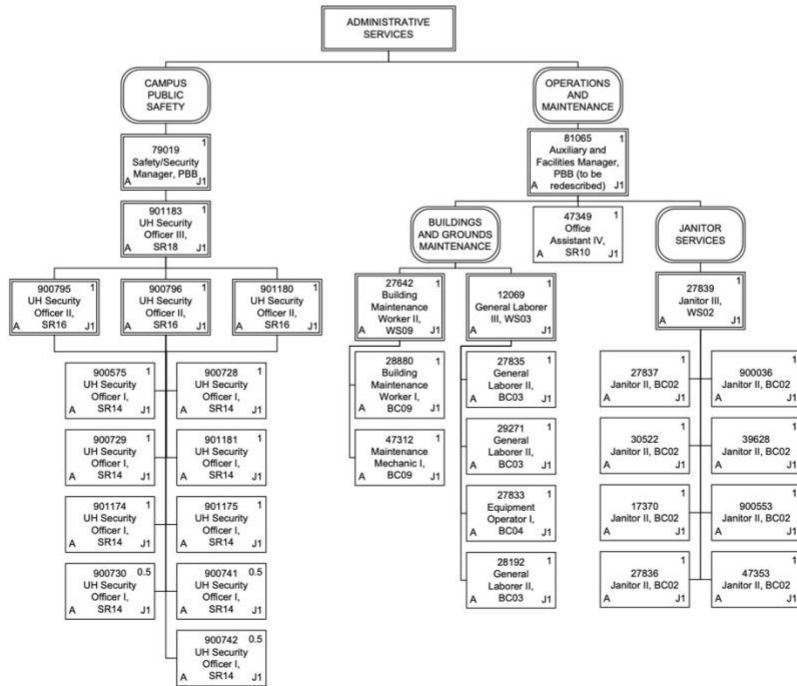 ADMINISTRATIVE
SERVICES
CAMPUS
PUBLIC
SAFETY
OPERATIONS
AND
MAINTENANCE
79019 1
Safety/Security
Manager, PBB
A J1
81065 1
Auxiliary and
Facilities Manager,
PBB (to be
redescribed)
A J1
901183 1
UH Security
Officer III,
SR18
A J1
BUILDINGS
AND GROUNDS
MAINTENANCE
47349 1
Office
Assistant IV,
SR10
A J1
JANITOR
SERVICES
900795 1
UH Security
Officer II,
SR16
A J1
900796 1
UH Security
Officer II,
SR16
A J1
901180 1
UH Security
Officer II,
SR16
A J1
27642 1
Building
Maintenance
Worker II,
WS09
A J1
12069 1
General Laborer
III, WS03
A J1
27839 1
Janitor III,
WS02
A J1
900575 1
UH Security
Officer I,
SR14
A J1
900728 1
UH Security
Officer I,
SR14
A J1
28880 1
Building
Maintenance
Worker I,
BC09
A J1
27835 1
General
Laborer II,
BC03
A J1
27837 1
Janitor II, BC02
A J1
900036 1
Janitor II, BC02
A J1
900729 1
UH Security
Officer I,
SR14
A J1
901181 1
UH Security
Officer I,
SR14
A J1
47312 1
Maintenance
Mechanic I,
BC09
A J1
29271 1
General
Laborer II,
BC03
A J1
30522 1
Janitor II, BC02
A J1
39628 1
Janitor II, BC02
A J1
901174 1
UH Security
Officer I,
SR14
A J1
901175 1
UH Security
Officer I,
SR14
A J1
27833 1
Equipment
Operator I,
BC04
A J1
17370 1
Janitor II, BC02
A J1
900553 1
Janitor II, BC02
A J1
900730 0.5
UH Security
Officer I,
SR14
A J1
900741 0.5
UH Security
Officer I,
SR14
A J1
28192 1
General
Laborer II,
BC03
A J1
27836 1
Janitor II, BC02
A J1
47353 1
Janitor II, BC02
A J1
900742 0.5
UH Security
Officer I,
SR14
A J1